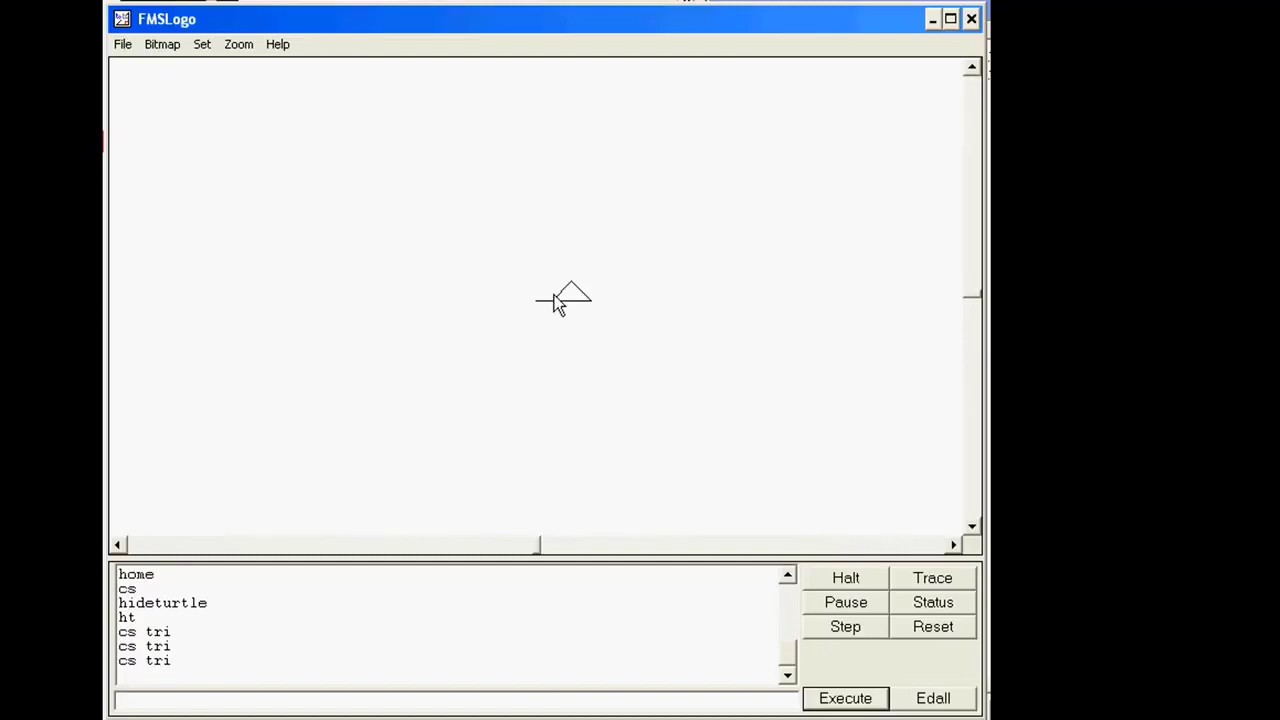 FMSLogo
File Bitmap Set Zoom Help
home
cs
hideturtle
ht
cs tri
cs tri
cs tri
Halt Trace
Pause Status
Step Reset
Execute Edall